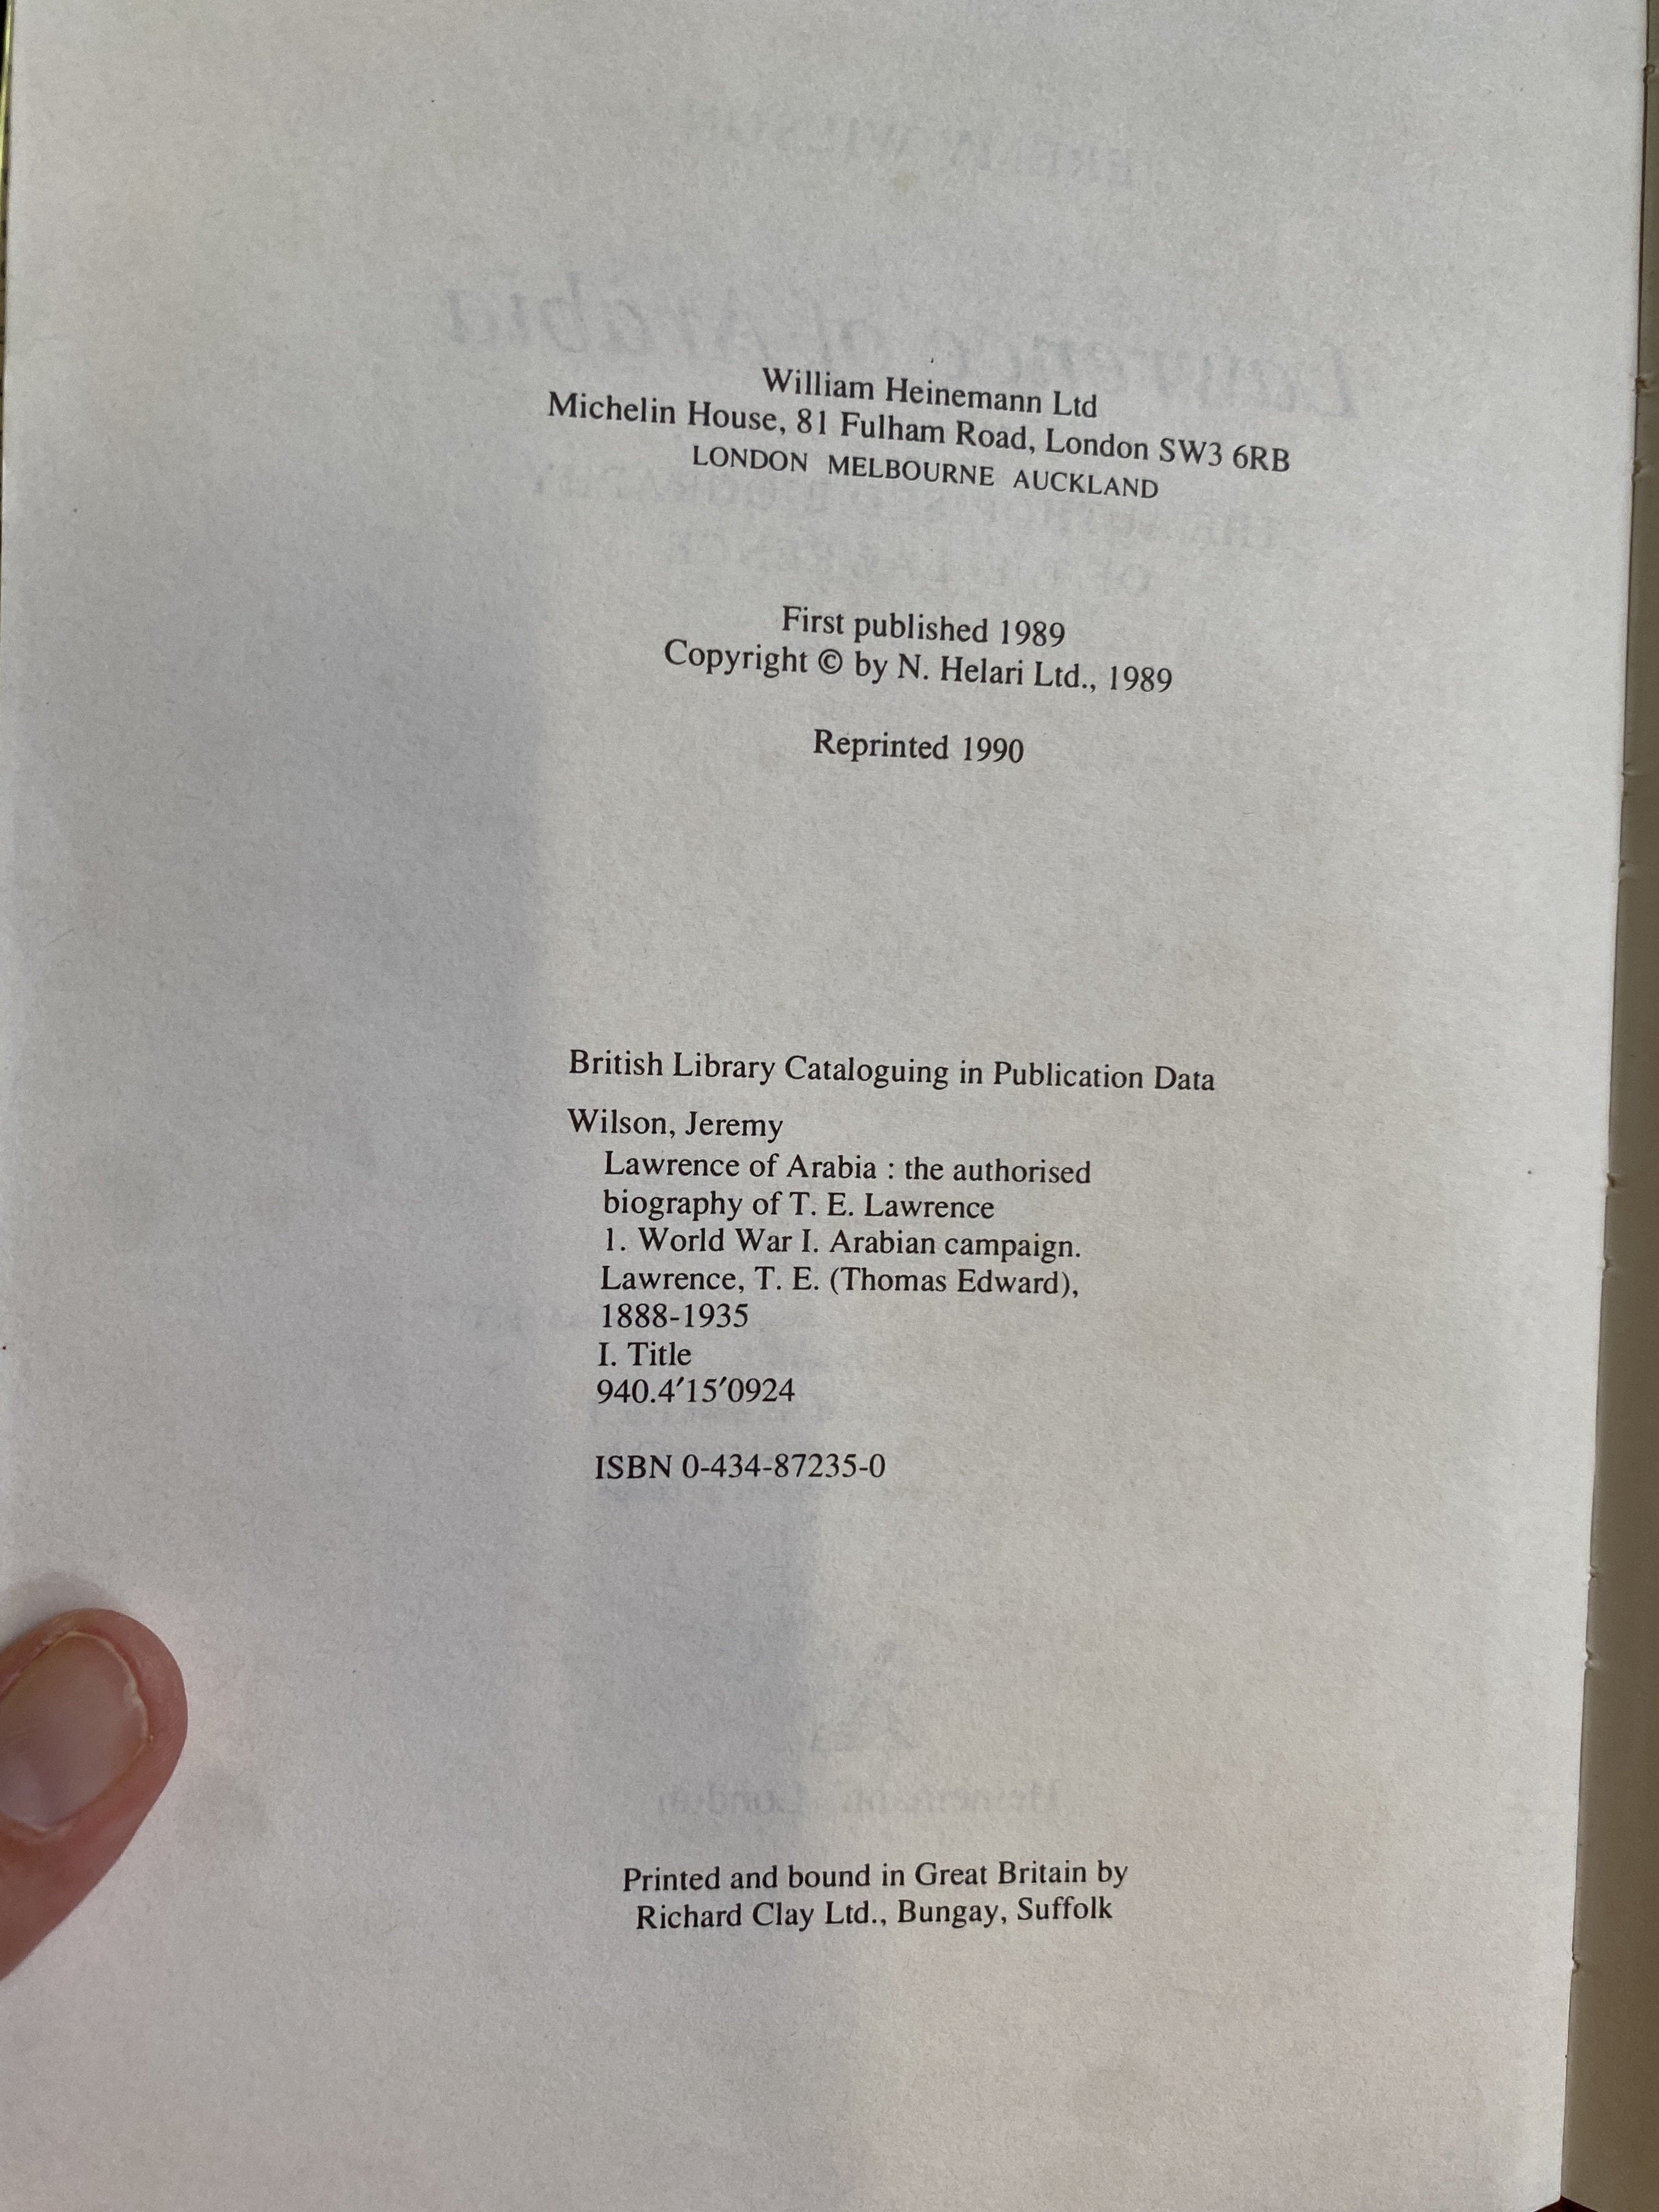 William Heinemann Ltd
Michelin House, 81 Fulham Road, London SW3 6RB
LONDON MELBOURNE AUCKLAND
First published 1989
Copyright © by N. Helari Ltd., 1989
Reprinted 1990
British Library Cataloguing in Publication Data
Wilson, Jeremy
Lawrence of Arabia : the authorised
biography of T. E. Lawrence
1. World War I. Arabian campaign.
Lawrence, T. E. (Thomas Edward),
1888-1935
I. Title
940.4′15′0924
ISBN 0-434-87235-0
Printed and bound in Great Britain by
Richard Clay Ltd., Bungay, Suffolk